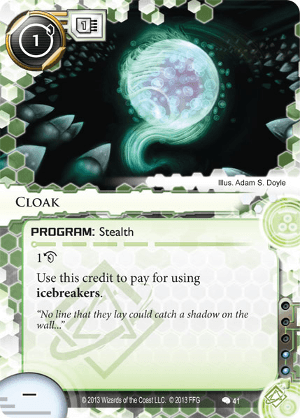 1
1
Illus. Adam S. Doyle
CLOAK
PROGRAM: Stealth
1
Use this credit to pay for using
icebreakers.
"No line that they lay could catch a shadow on the
wall..."
–
© 2013 Wizards of the Coast LLC. © 2013 FFG
41